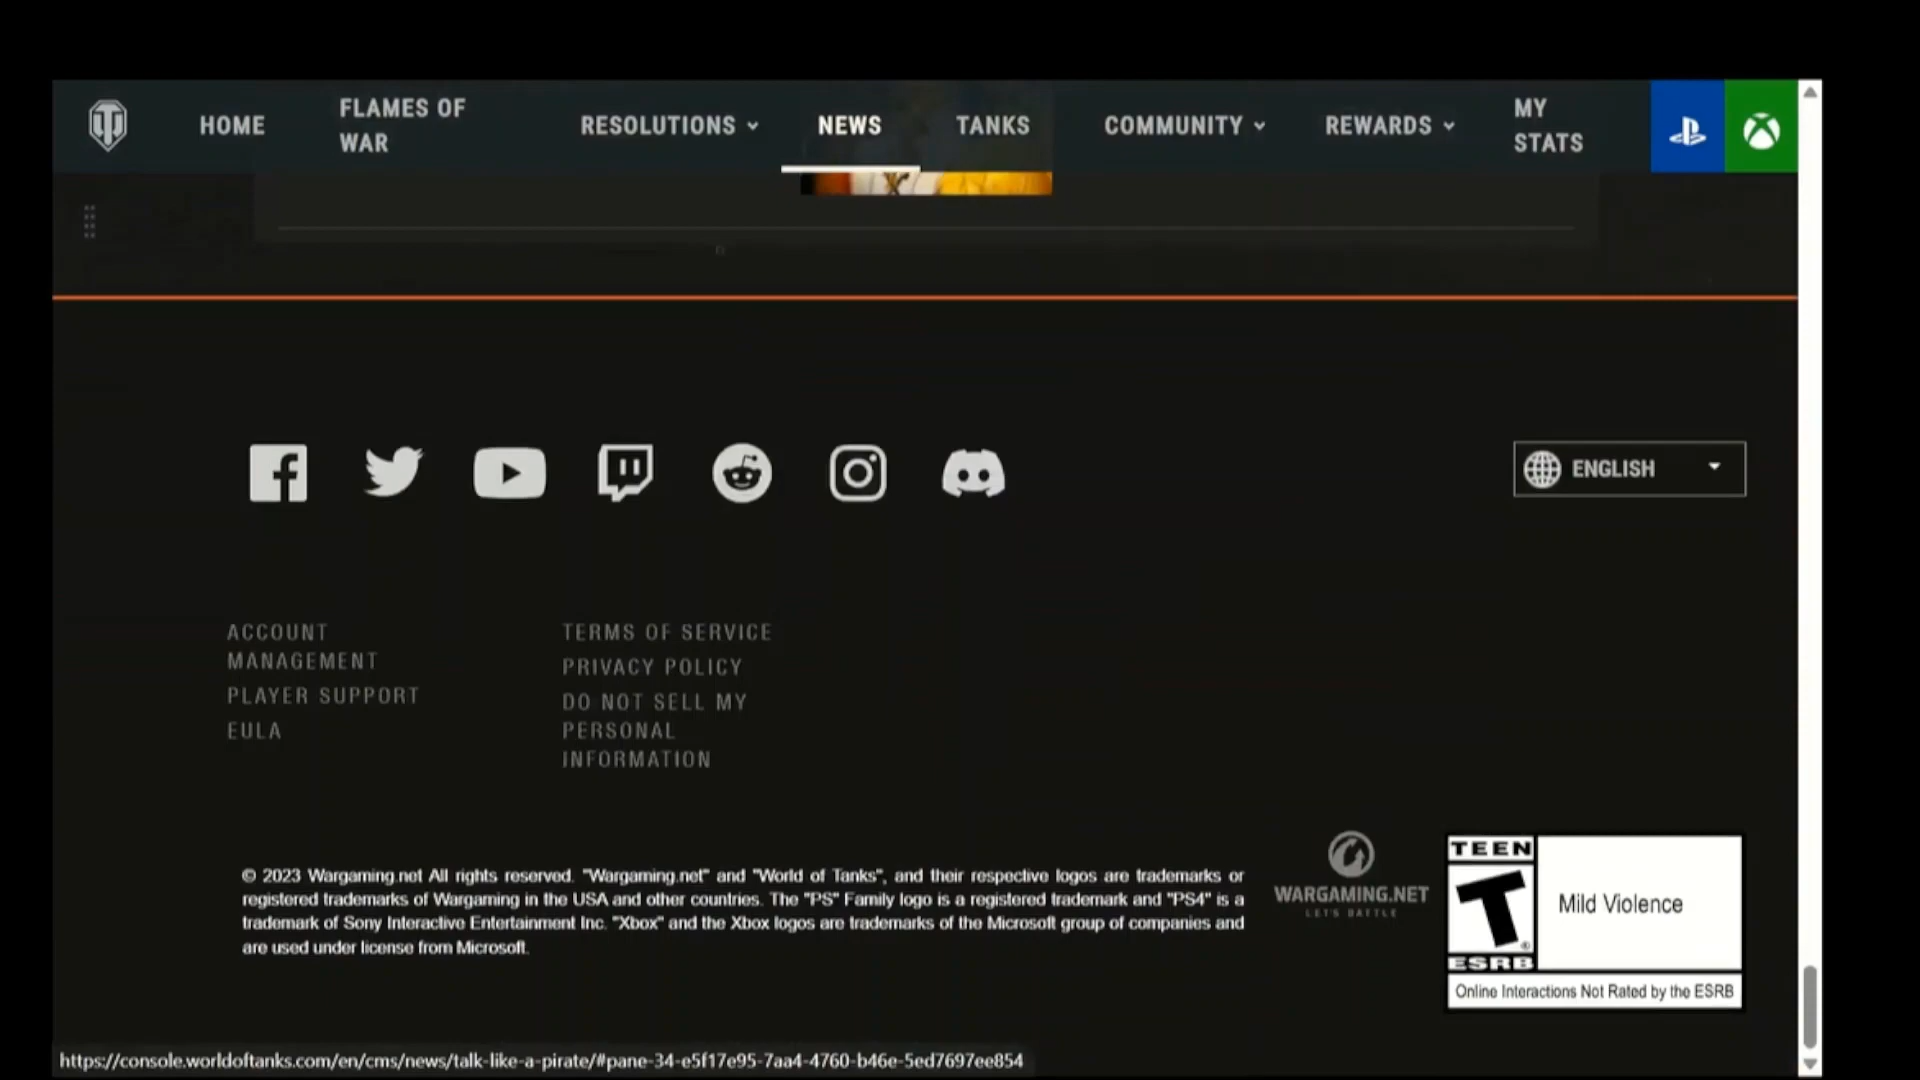 HOME
FLAMES OF
WAR
RESOLUTIONS
NEWS
TANKS
COMMUNITY
REWARDS
MY
STATS
ENGLISH
ACCOUNT
MANAGEMENT
PLAYER SUPPORT
EULA
TERMS OF SERVICE
PRIVACY POLICY
DO NOT SELL MY
PERSONAL
INFORMATION
© 2023 Wargaming.net All rights reserved. "Wargaming.net" and "World of Tanks", and their respective logos are trademarks or
registered trademarks of Wargaming in the USA and other countries. The "PS" Family logo is a registered trademark and "PS4" is a
trademark of Sony Interactive Entertainment Inc. "Xbox" and the Xbox logos are trademarks of the Microsoft group of companies and
are used under license from Microsoft.
WARGAMING.NET
LET'S BATTLE
TEEN
T
®
ESRB
Mild Violence
Online Interactions Not Rated by the ESRB
https://console.worldoftanks.com/en/cms/news/talk-like-a-pirate/#pane-34-e5f17e95-7aa4-4760-b46e-5ed7697ee854